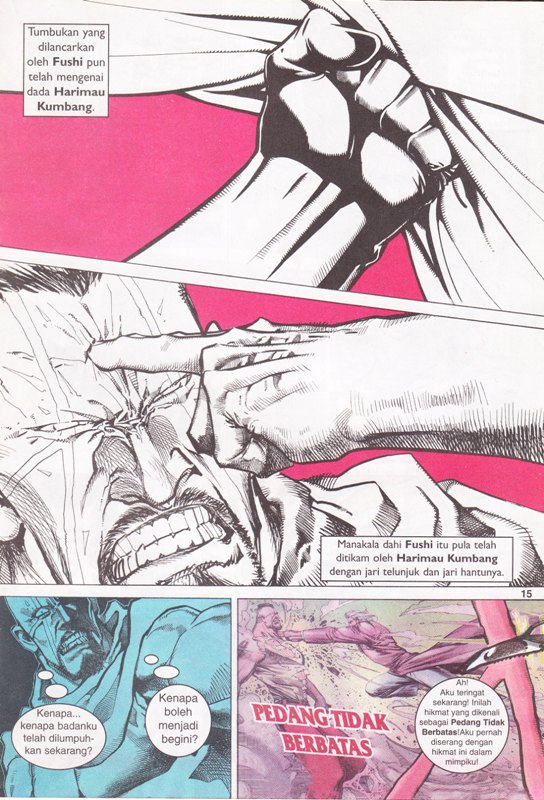 Tumbukan yang
dilancarkan
oleh Fushi pun
telah mengenai
dada Harimau
Kumbang.
Manakala dahi Fushi itu pula telah
ditikam oleh Harimau Kumbang
dengan jari telunjuk dan jari hantunya.
15
Kenapa...
kenapa badanku
telah dilumpuh-
kan sekarang?
Kenapa
boleh
menjadi
begini?
PEDANG TIDAK
BERBATAS
Ah!
Aku teringat
sekarang! Inilah
hikmat yang dikenali
sebagai Pedang Tidak
Berbatas!Aku pernah
diserang dengan
hikmat ini dalam
mimpiku!